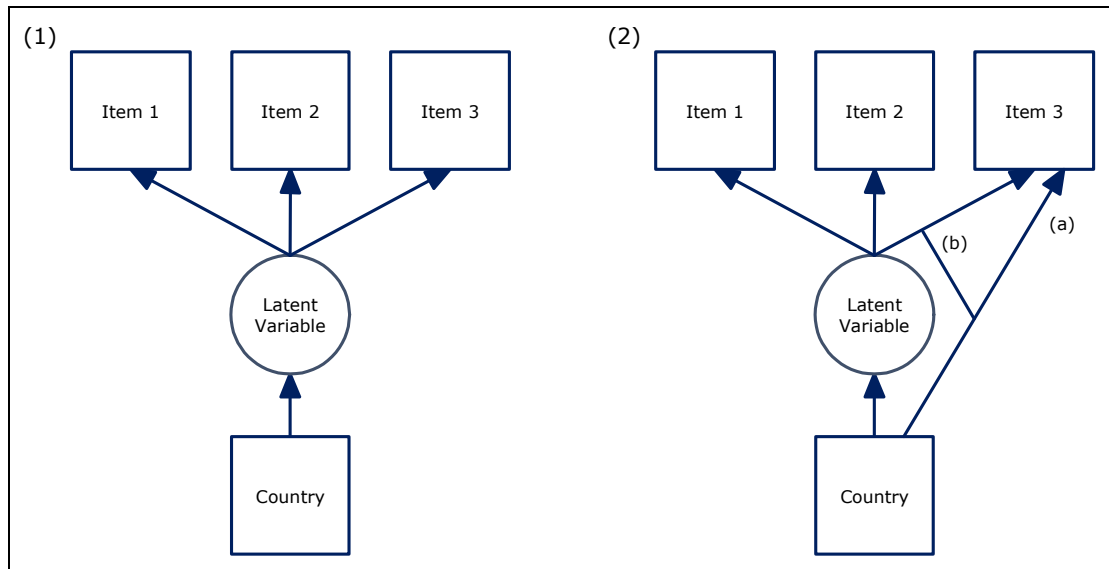 (1)
Item 1
Item 2
Item 3
Latent
Variable
Country
(2)
Item 1
Item 2
Item 3
(a)
(b)
Latent
Variable
Country